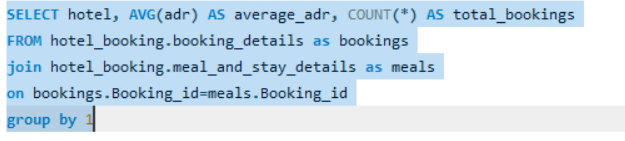 SELECT hotel, AVG(adr) AS average_adr, COUNT(*) AS total_bookings
FROM hotel_booking.booking_details as bookings
join hotel_booking.meal_and_stay_details as meals
on bookings.Booking_id=meals.Booking_id
group by 1